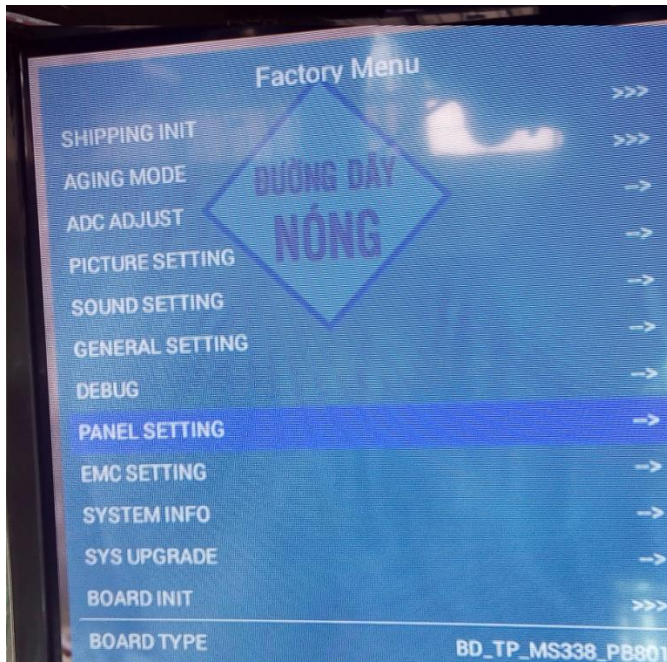 Factory Menu
>>>
SHIPPING INIT >>>
AGING MODE -->
ADC ADJUST -->
PICTURE SETTING -->
SOUND SETTING -->
GENERAL SETTING -->
DEBUG -->
PANEL SETTING -->
EMC SETTING -->
SYSTEM INFO -->
SYS UPGRADE -->
BOARD INIT >>>
BOARD TYPE BD_TP_MS338_PB801
ĐƯỜNG DÂY
NÓNG